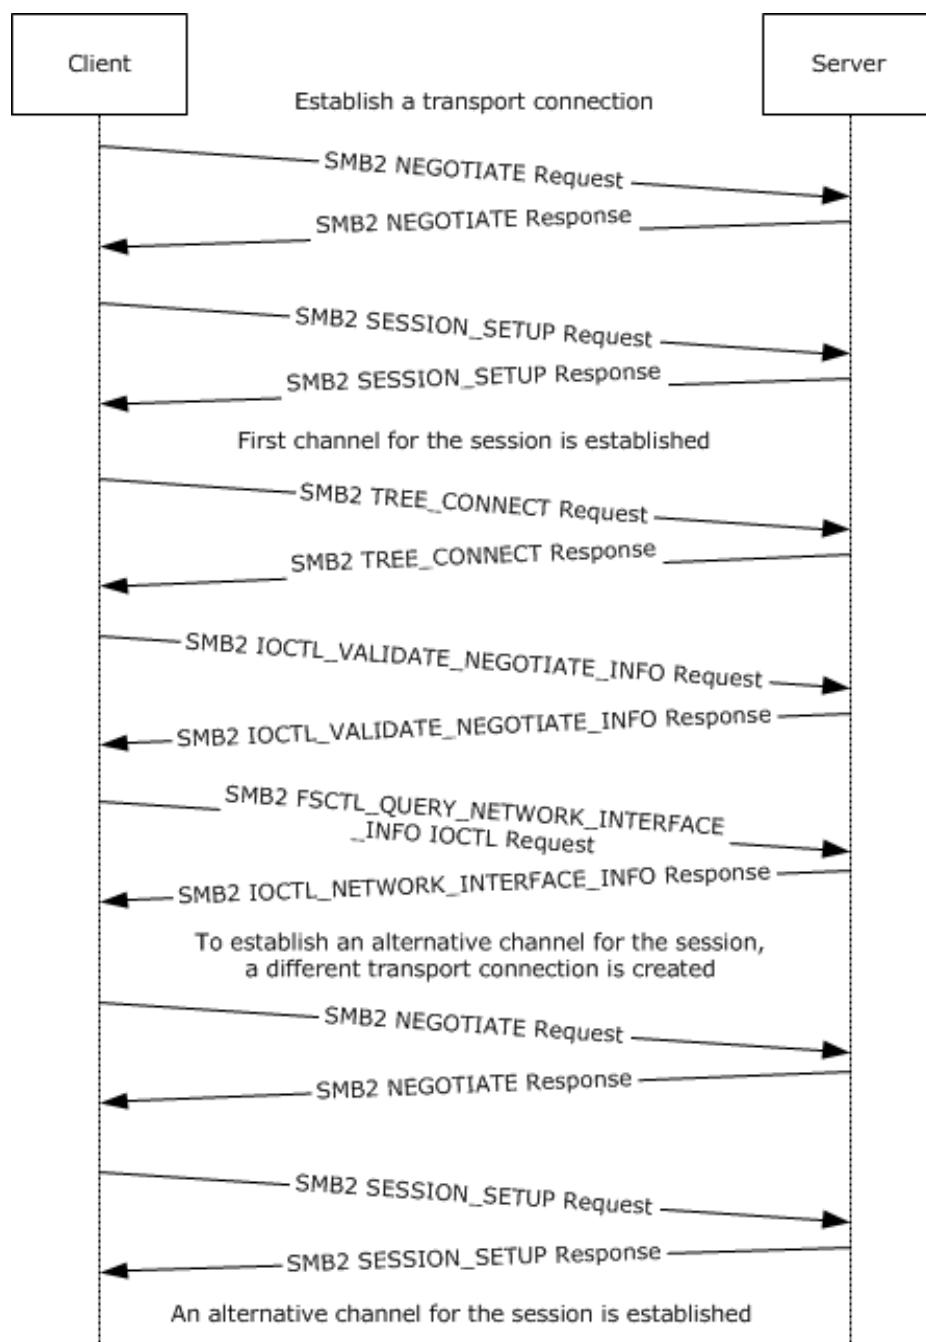 Client
Server
Establish a transport connection
SMB2 NEGOTIATE Request
SMB2 NEGOTIATE Response
SMB2 SESSION_SETUP Request
SMB2 SESSION_SETUP Response
First channel for the session is established
SMB2 TREE_CONNECT Request
SMB2 TREE_CONNECT Response
SMB2 IOCTL_VALIDATE_NEGOTIATE_INFO Request
SMB2 IOCTL_VALIDATE_NEGOTIATE_INFO Response
SMB2 FSCTL_QUERY_NETWORK_INTERFACE
_INFO IOCTL Request
SMB2 IOCTL_NETWORK_INTERFACE_INFO Response
To establish an alternative channel for the session,
a different transport connection is created
SMB2 NEGOTIATE Request
SMB2 NEGOTIATE Response
SMB2 SESSION_SETUP Request
SMB2 SESSION_SETUP Response
An alternative channel for the session is established